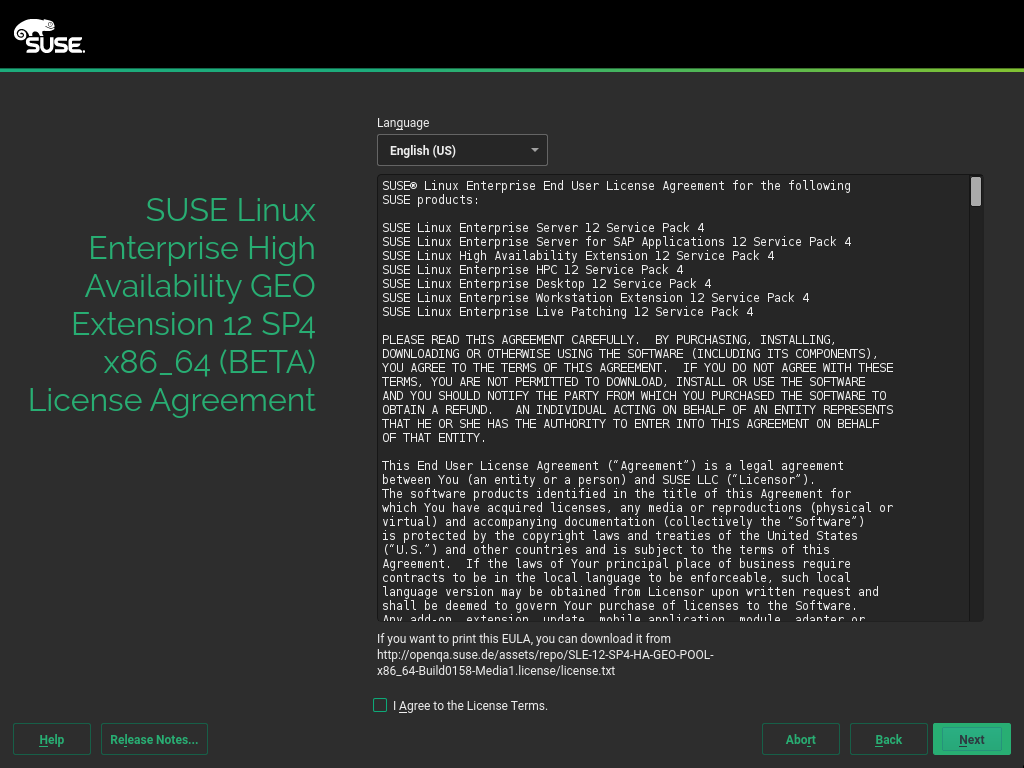 SUSE.
Language
English (US)
SUSE Linux
Enterprise High
Availability GEO
Extension 12 SP4
x86_64 (BETA)
License Agreement
SUSE® Linux Enterprise End User License Agreement for the following
SUSE products:
SUSE Linux Enterprise Server 12 Service Pack 4
SUSE Linux Enterprise Server for SAP Applications 12 Service Pack 4
SUSE Linux High Availability Extension 12 Service Pack 4
SUSE Linux Enterprise HPC 12 Service Pack 4
SUSE Linux Enterprise Desktop 12 Service Pack 4
SUSE Linux Enterprise Workstation Extension 12 Service Pack 4
SUSE Linux Enterprise Live Patching 12 Service Pack 4
PLEASE READ THIS AGREEMENT CAREFULLY.  BY PURCHASING, INSTALLING,
DOWNLOADING OR OTHERWISE USING THE SOFTWARE (INCLUDING ITS COMPONENTS),
YOU AGREE TO THE TERMS OF THIS AGREEMENT.  IF YOU DO NOT AGREE WITH THESE
TERMS, YOU ARE NOT PERMITTED TO DOWNLOAD, INSTALL OR USE THE SOFTWARE
AND YOU SHOULD NOTIFY THE PARTY FROM WHICH YOU PURCHASED THE SOFTWARE TO
OBTAIN A REFUND.   AN INDIVIDUAL ACTING ON BEHALF OF AN ENTITY REPRESENTS
THAT HE OR SHE HAS THE AUTHORITY TO ENTER INTO THIS AGREEMENT ON BEHALF
OF THAT ENTITY.
This End User License Agreement (“Agreement”) is a legal agreement
between You (an entity or a person) and SUSE LLC (“Licensor”).
The software products identified in the title of this Agreement for
which You have acquired licenses, any media or reproductions (physical or
virtual) and accompanying documentation (collectively the “Software”)
is protected by the copyright laws and treaties of the United States
(“U.S.”) and other countries and is subject to the terms of this
Agreement.  If the laws of Your principal place of business require
contracts to be in the local language to be enforceable, such local
language version may be obtained from Licensor upon written request and
shall be deemed to govern Your purchase of licenses to the Software.
Any add-on, extension, update, mobile application, module, adapter or
If you want to print this EULA, you can download it from
http://openqa.suse.de/assets/repo/SLE-12-SP4-HA-GEO-POOL-
x86_64-Build0158-Media1.license/license.txt
I Agree to the License Terms.
Help
Release Notes...
Abort
Back
Next